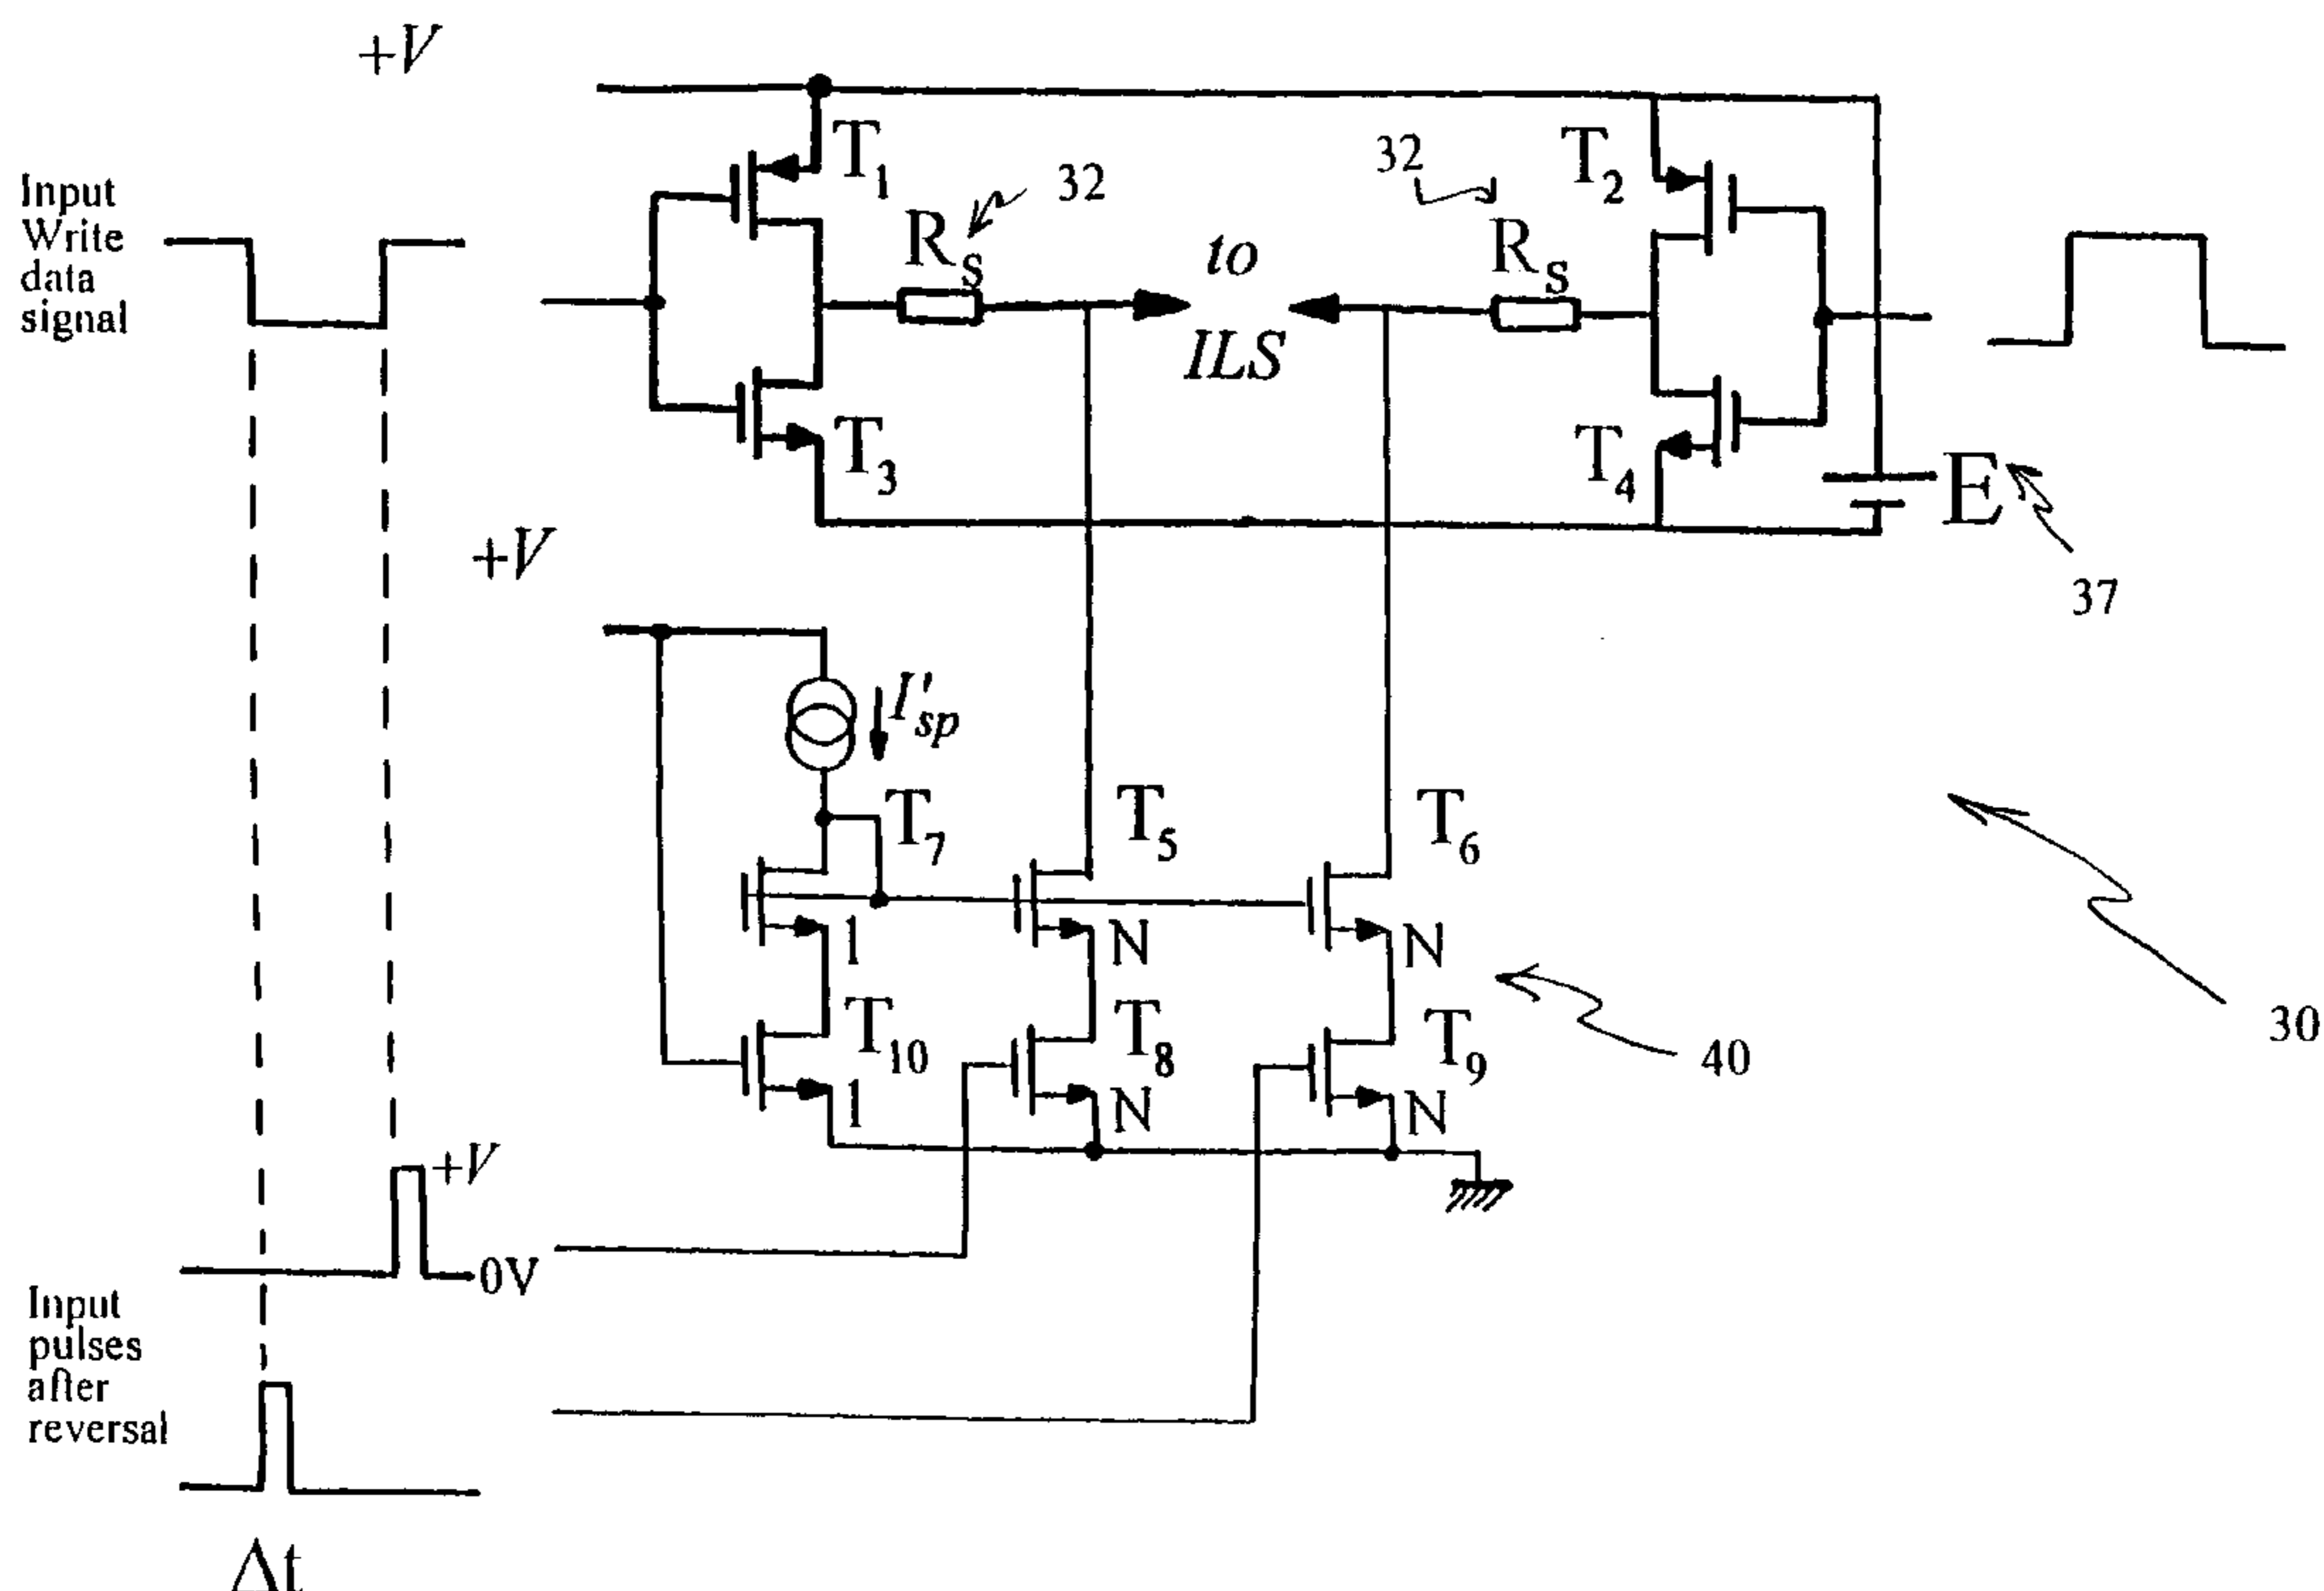 +V
Input
Write
data
signal
T1
Rs
32
to
ILS
32
Rs
T2
T3
T4
E
37
+V
I'sp
T7
T5
T6
1
N
N
T10
T8
T9
1
N
N
40
30
+V
0V
Input
pulses
after
reversal
Δt